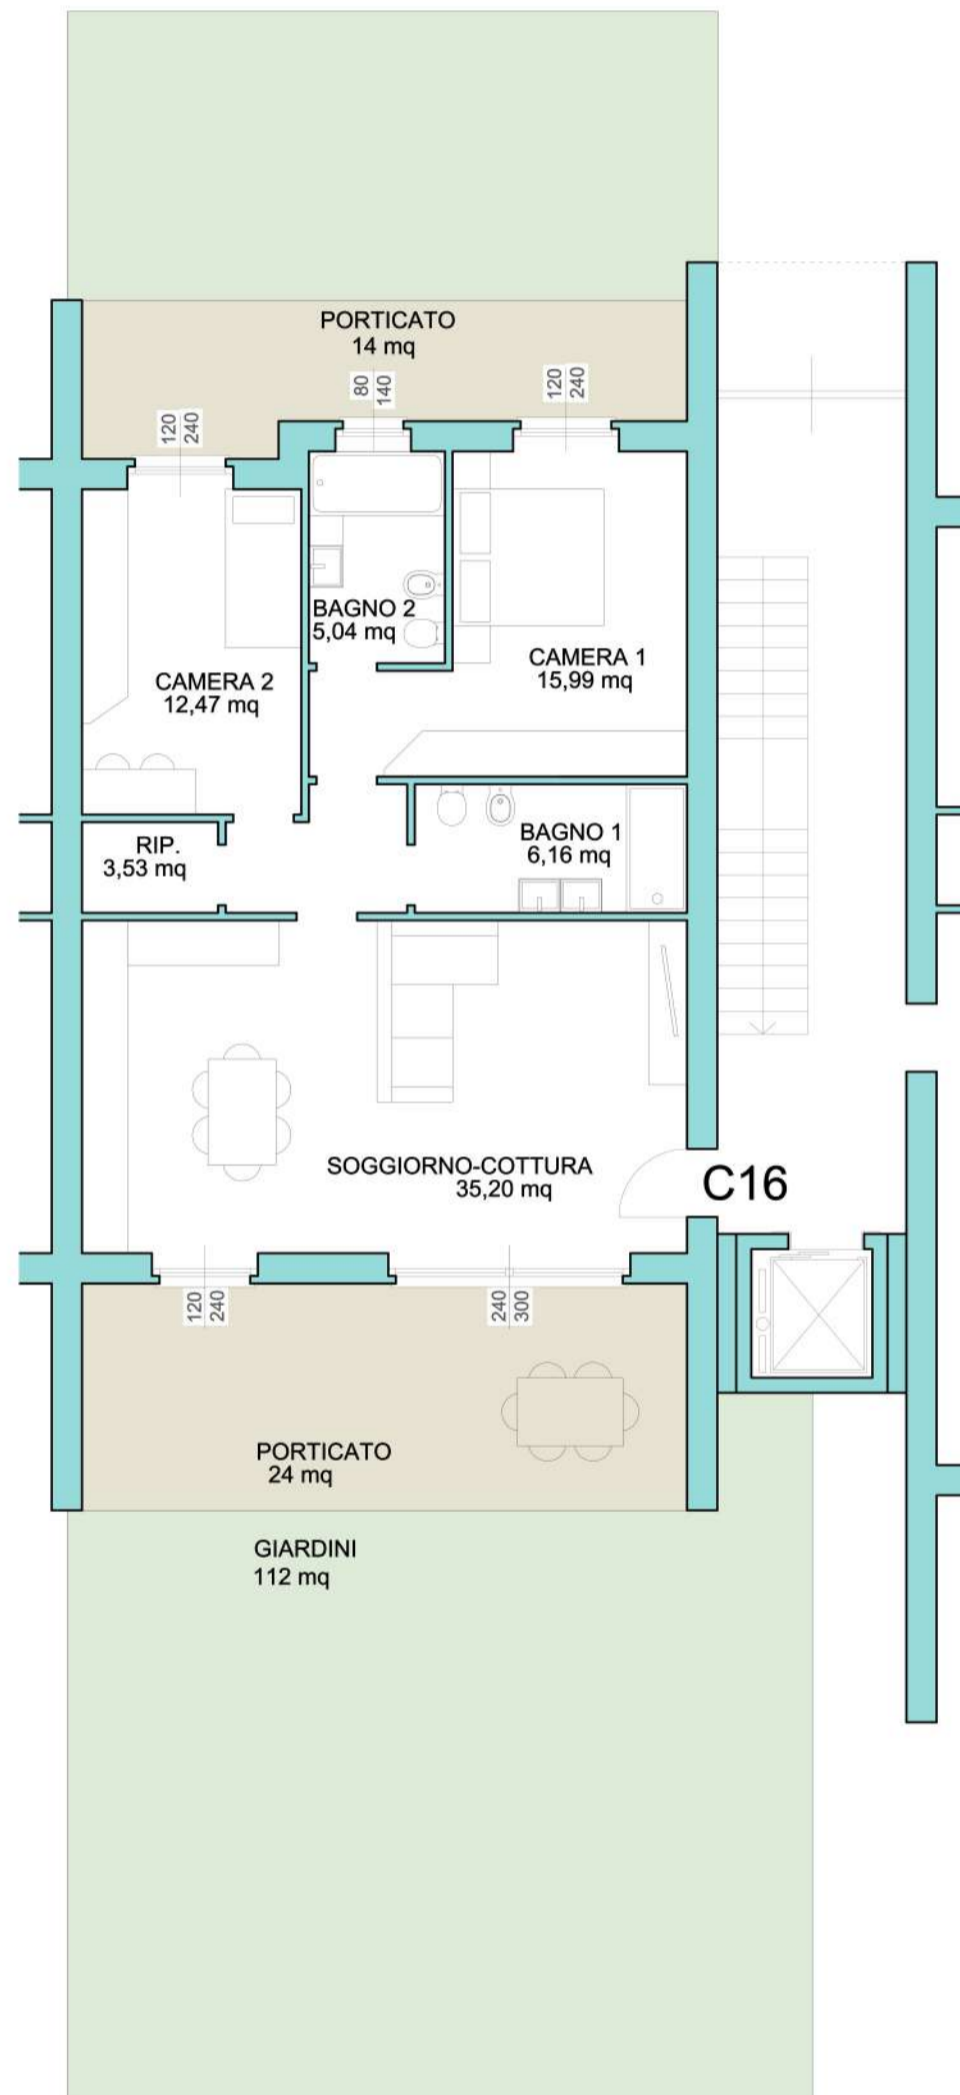 PORTICATO
14 mq
80
140
120
240
120
240
BAGNO 2
5,04 mq
CAMERA 1
15,99 mq
CAMERA 2
12,47 mq
BAGNO 1
6,16 mq
RIP.
3,53 mq
SOGGIORNO-COTTURA
35,20 mq
C16
120
240
240
300
PORTICATO
24 mq
GIARDINI
112 mq